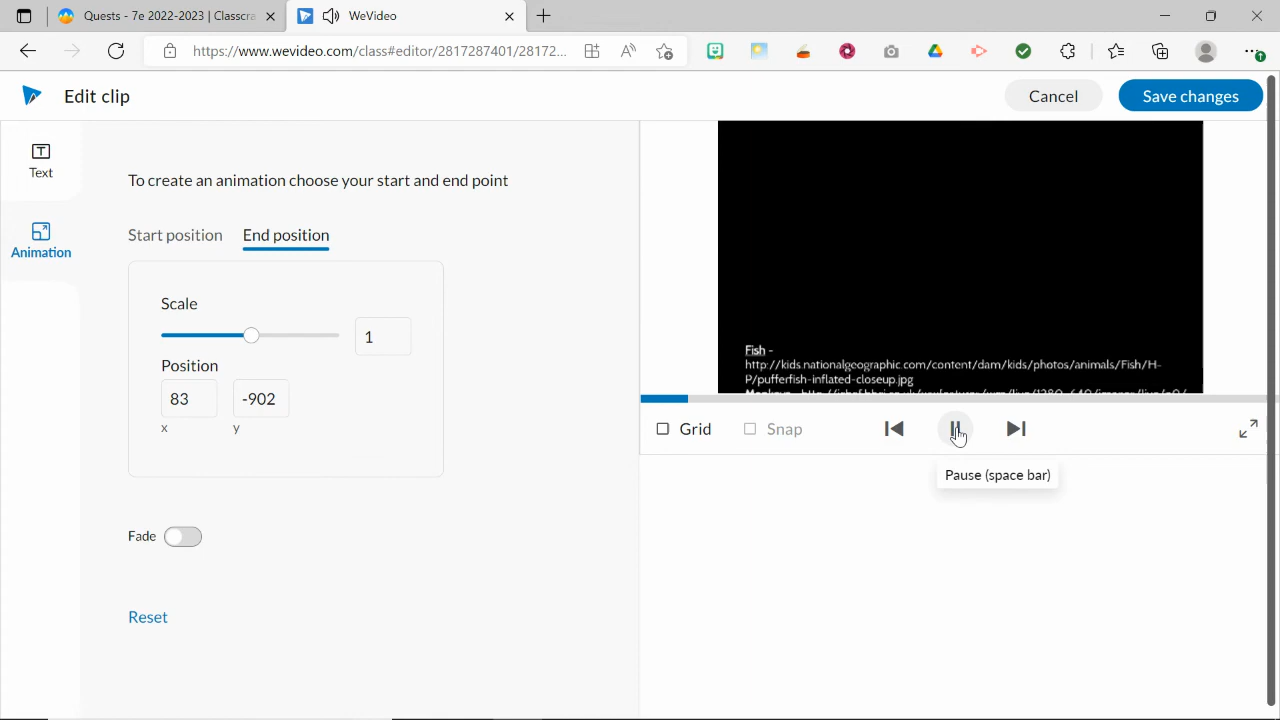 Quests - 7e 2022-2023 | Classcra
WeVideo
https://www.wevideo.com/class#editor/2817287401/28172...
Edit clip
Cancel
Save changes
Text
Animation
To create an animation choose your start and end point
Start position
End position
Scale
1
Position
83
-902
x
y
Fade
Reset
Fish -
http://kids.nationalgeographic.com/content/dam/kids/photos/animals/Fish/H-
P/pufferfish-inflated-closeup.jpg
Grid
Snap
Pause (space bar)